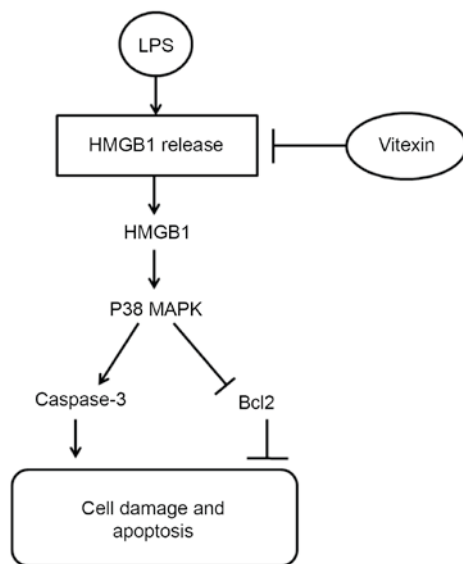 LPS
HMGB1 release
Vitexin
HMGB1
P38 MAPK
Caspase-3
Bcl2
Cell damage and
apoptosis